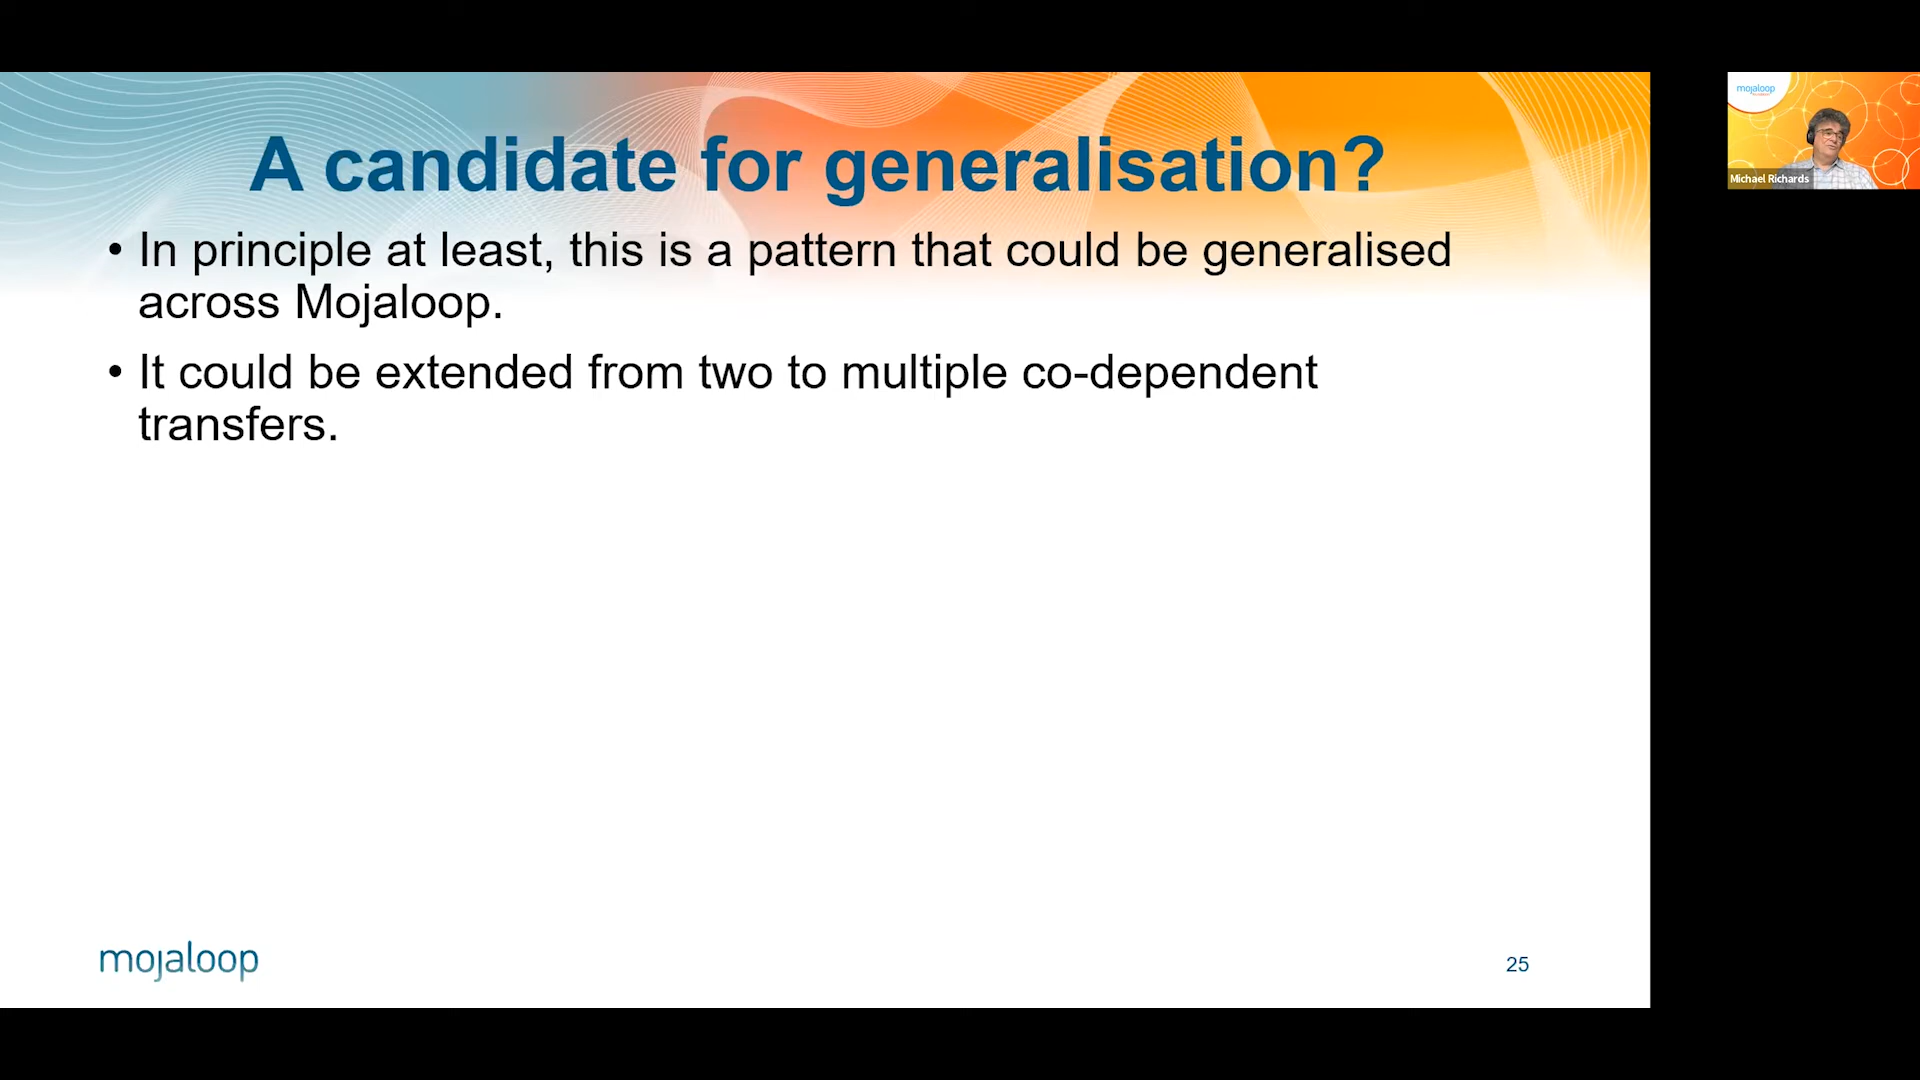 A candidate for generalisation?
• In principle at least, this is a pattern that could be generalised
across Mojaloop.
• It could be extended from two to multiple co-dependent
transfers.
mojaloop
25
mojaloop
Michael Richards